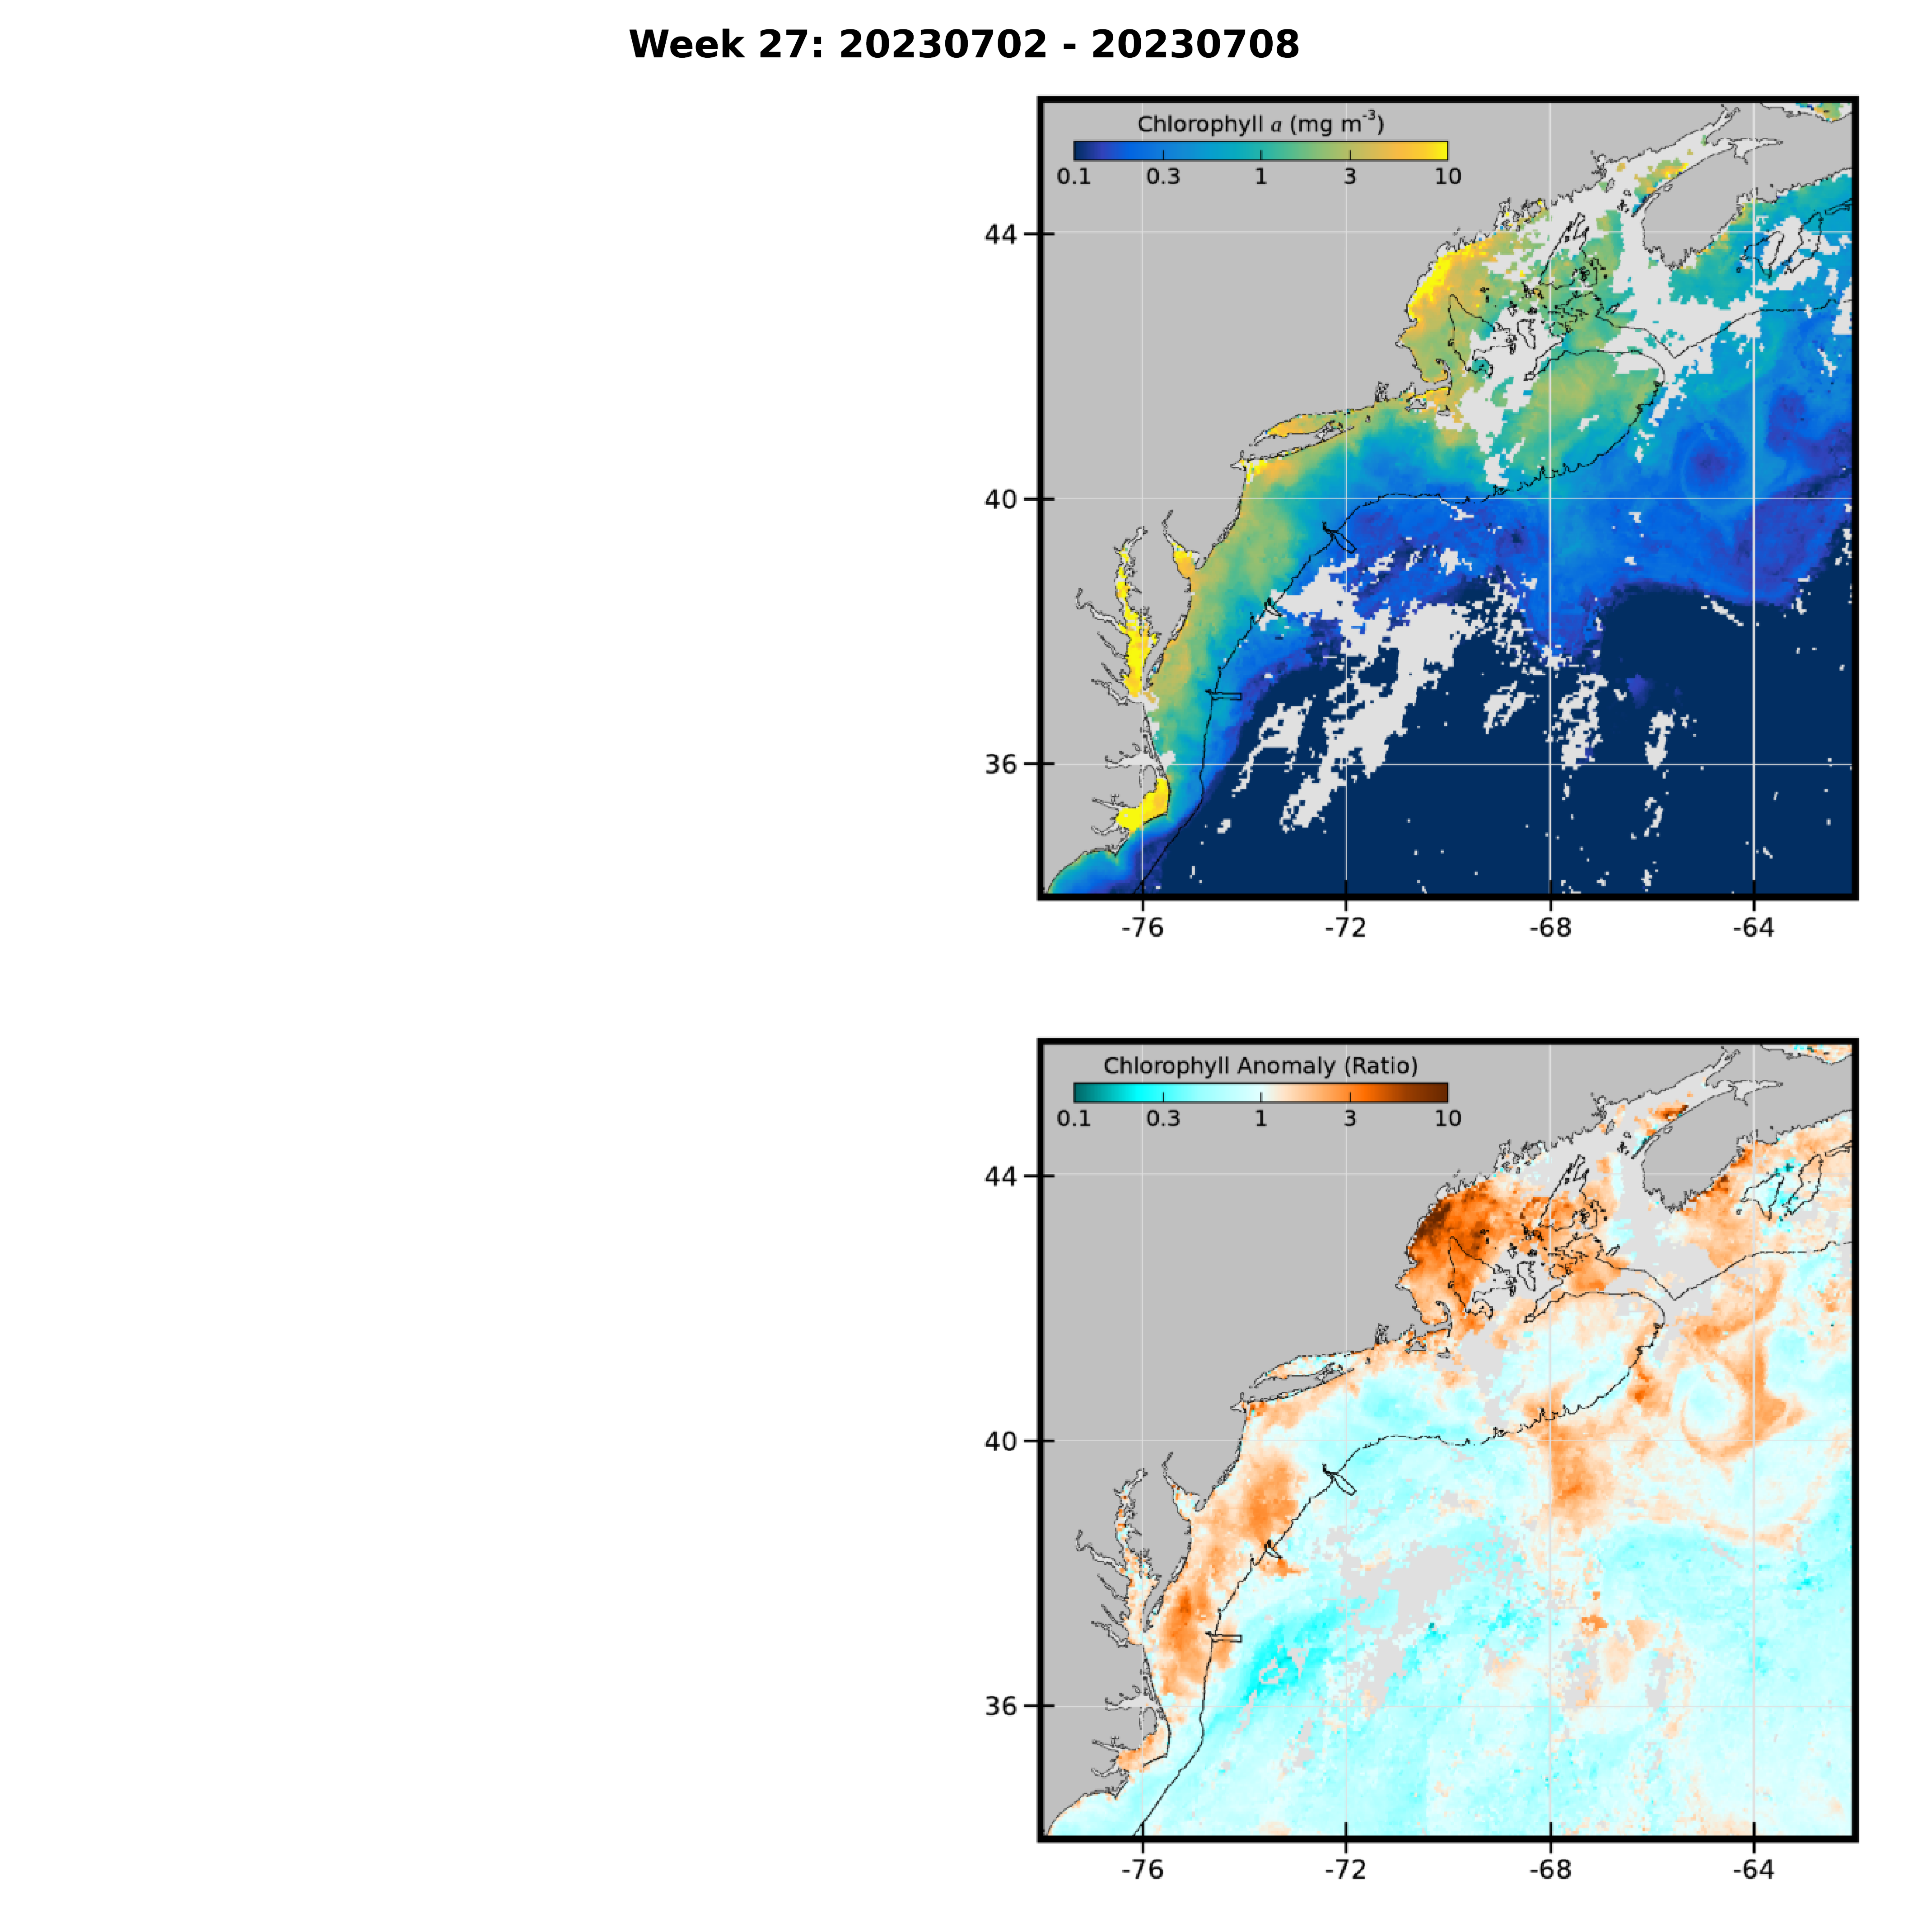 Week 27: 20230702 - 20230708
Chlorophyll a (mg m-3)
0.1 0.3 1 3 10
44
40
36
-76 -72 -68 -64
Chlorophyll Anomaly (Ratio)
0.1 0.3 1 3 10
44
40
36
-76 -72 -68 -64